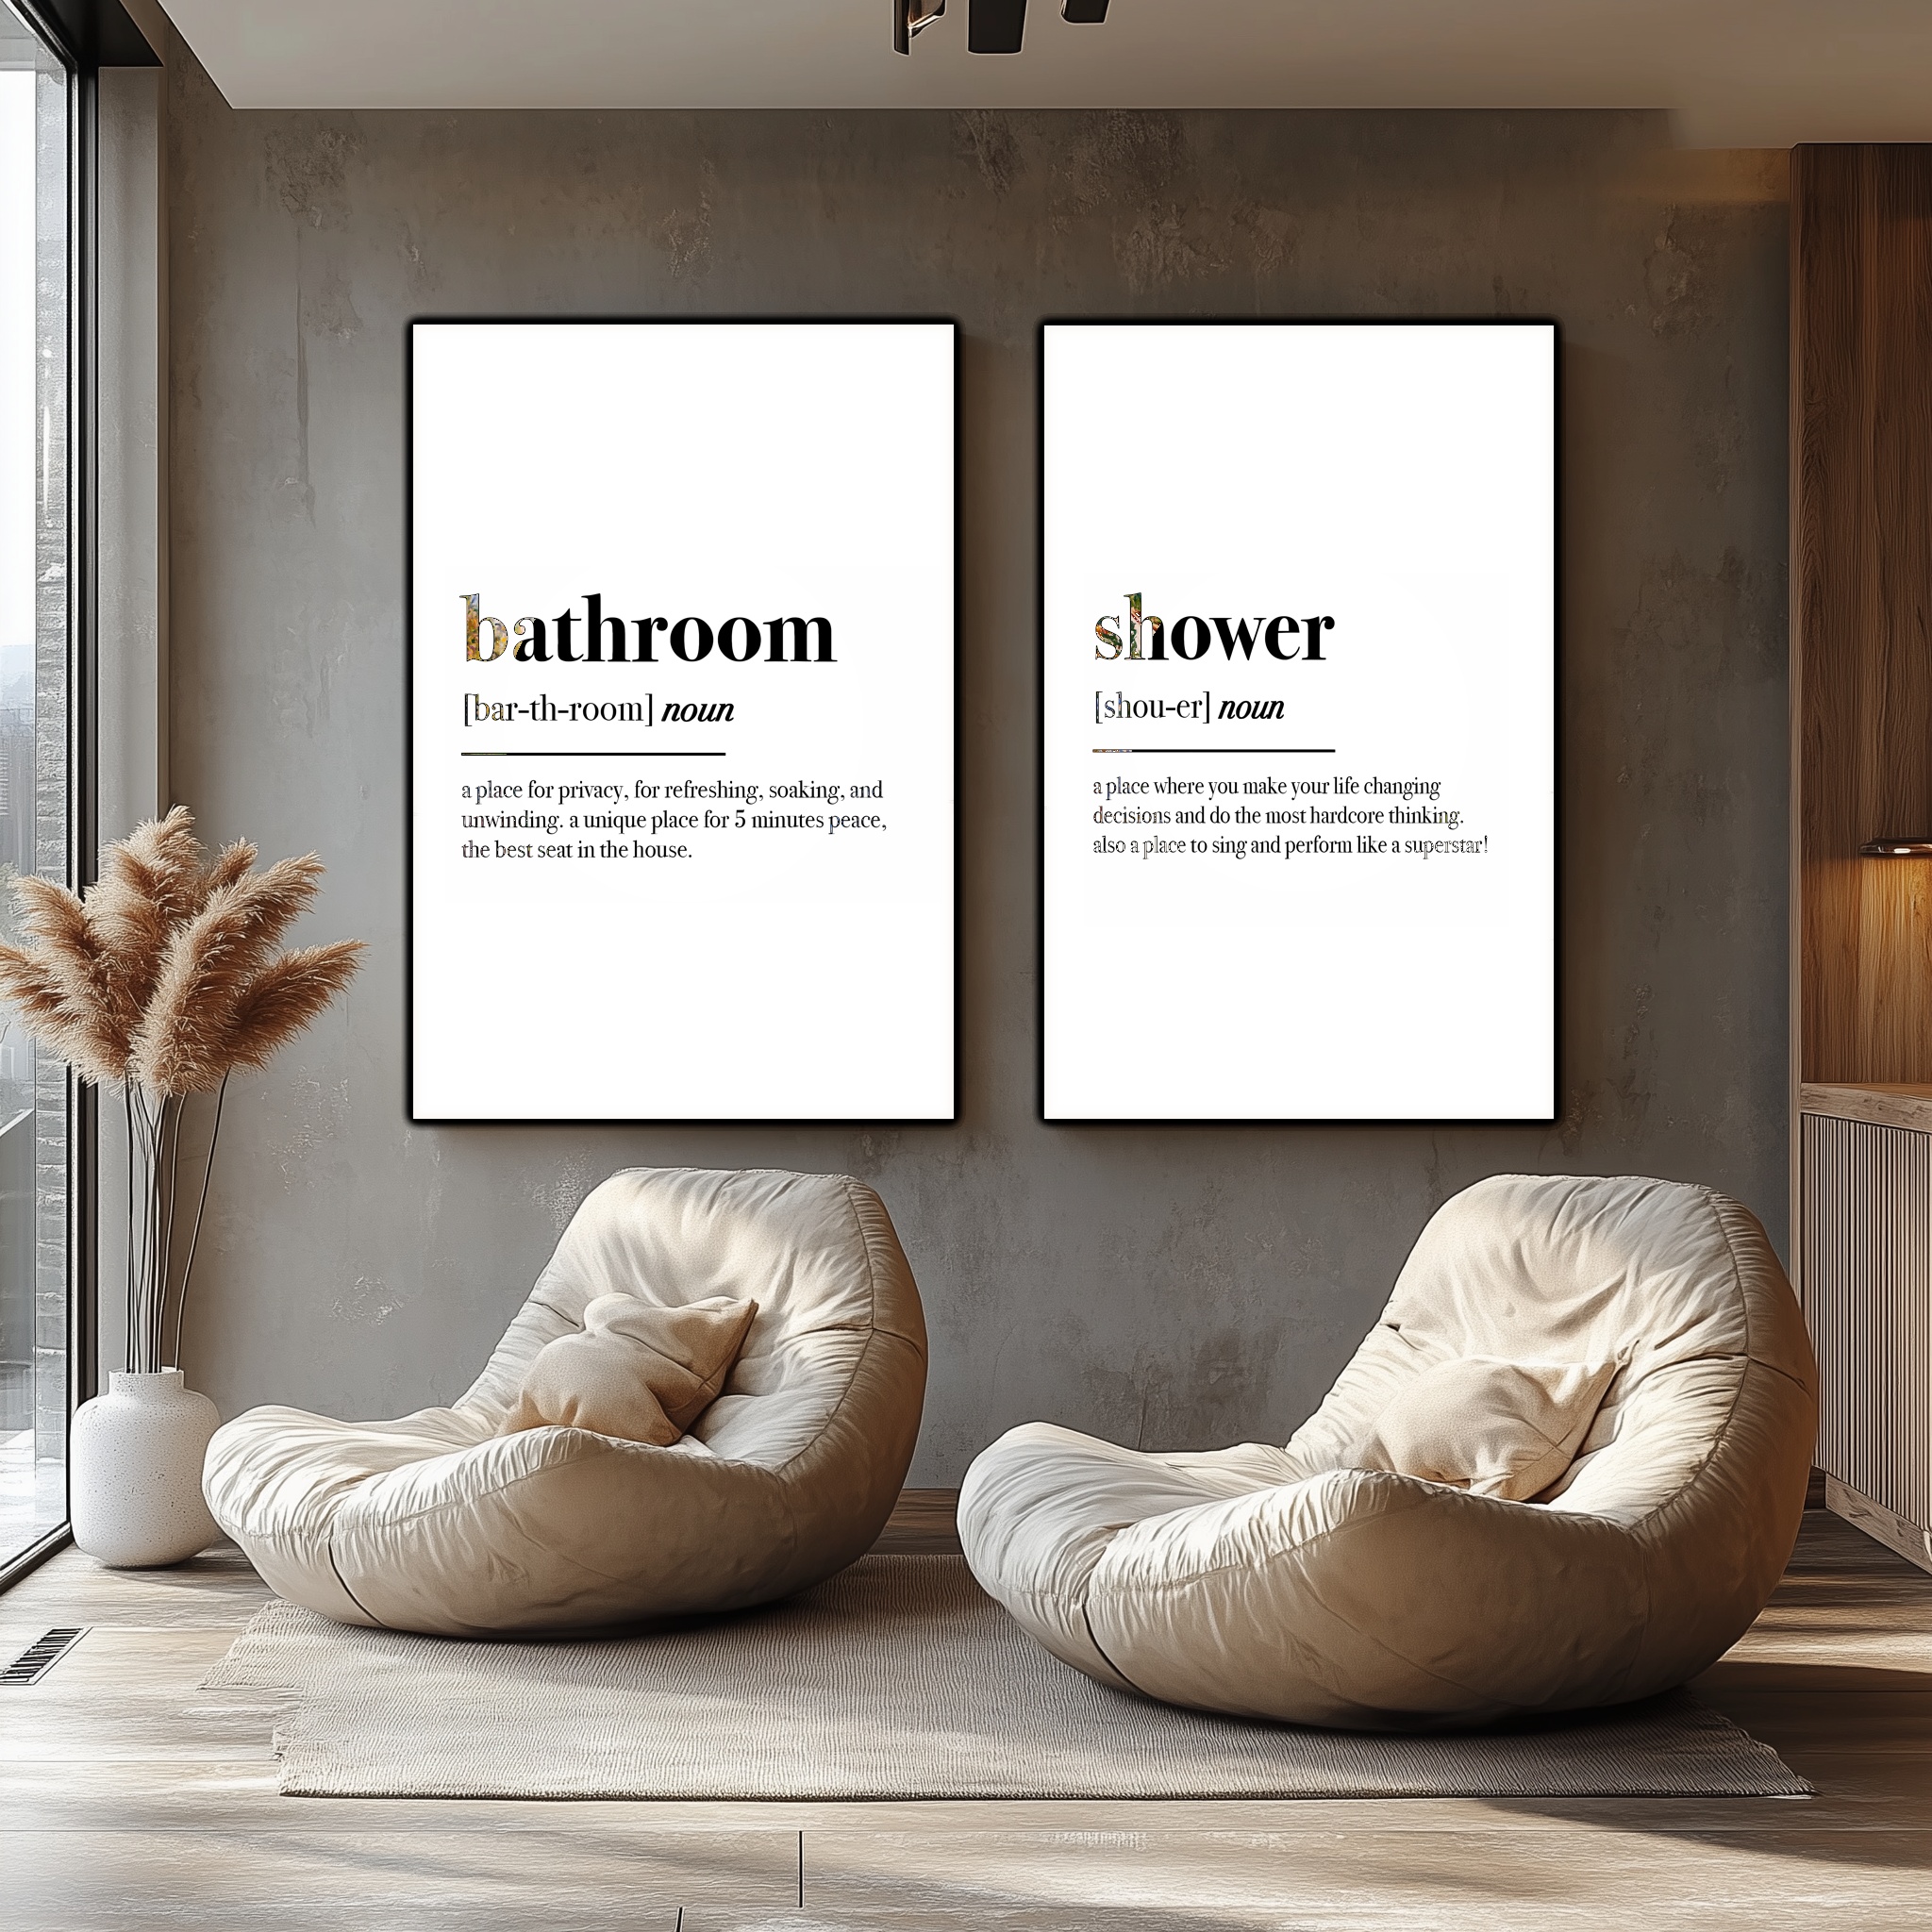 bathroom
[bar-th-room] noun
a place for privacy, for refreshing, soaking, and
unwinding. a unique place for 5 minutes peace,
the best seat in the house.
shower
[shou-er] noun
a place where you make your life changing
decisions and do the most hardcore thinking.
also a place to sing and perform like a superstar!